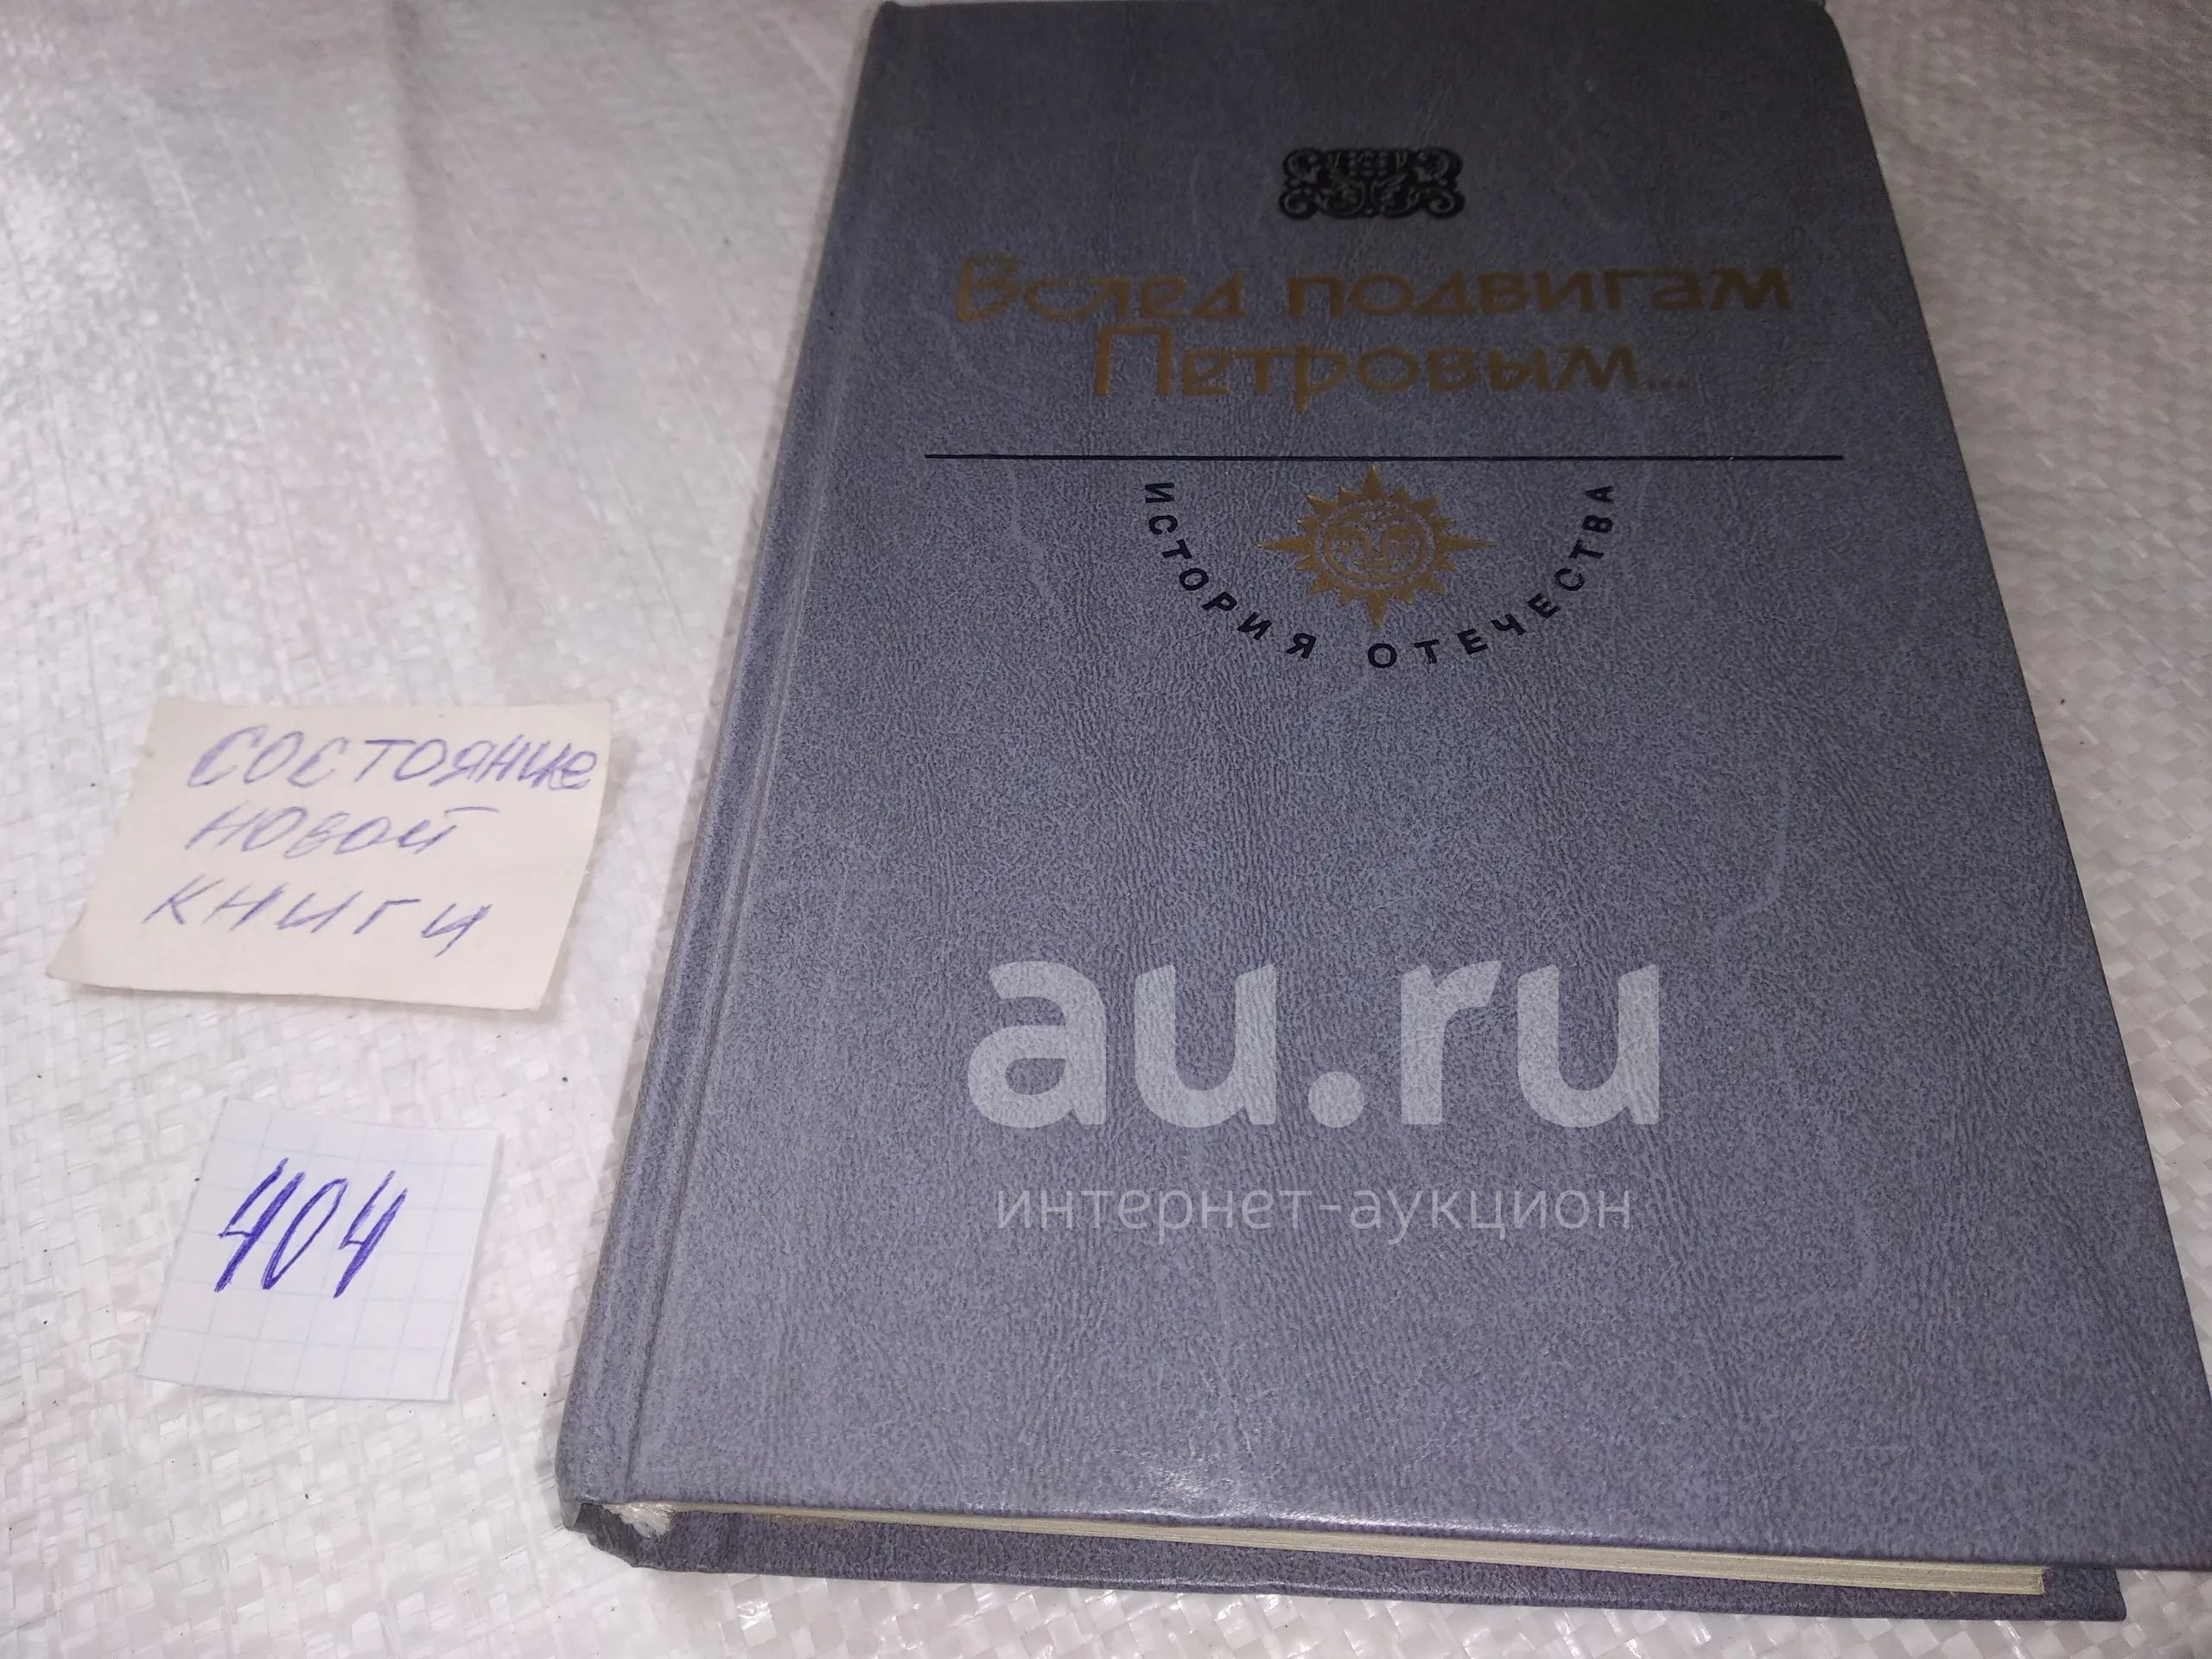 Вслед подвигам
Петровым...
ИСТОРИЯ ОТЕЧЕСТВА
СОСТОЯНИЕ
новой
книги
404
au.ru
интернет-аукцион